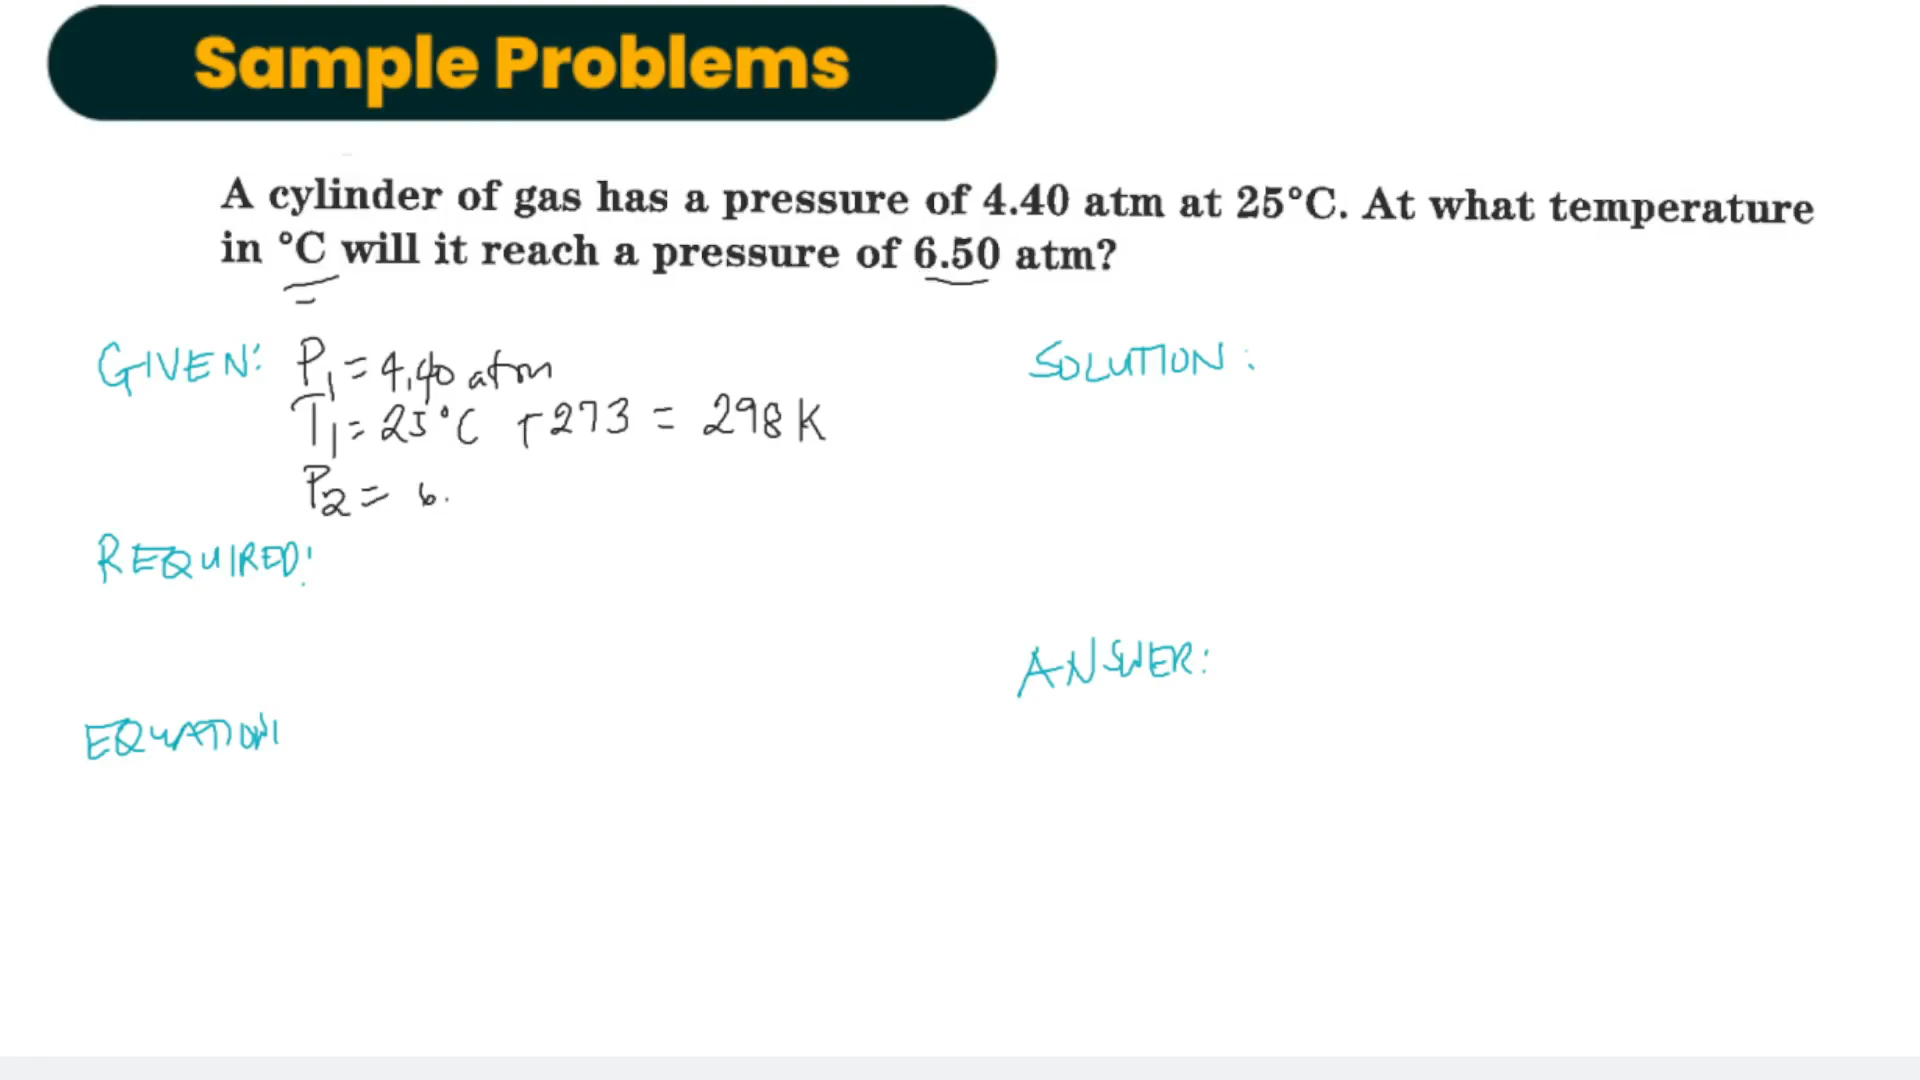 Sample Problems
A cylinder of gas has a pressure of 4.40 atm at 25°C. At what temperature
in °C will it reach a pressure of 6.50 atm?
GIVEN: P₁ = 4.40 atm
T₁ = 25°C + 273 = 298 K
P₂ = 6.
REQUIRED:
EQUATION
SOLUTION:
ANSWER: